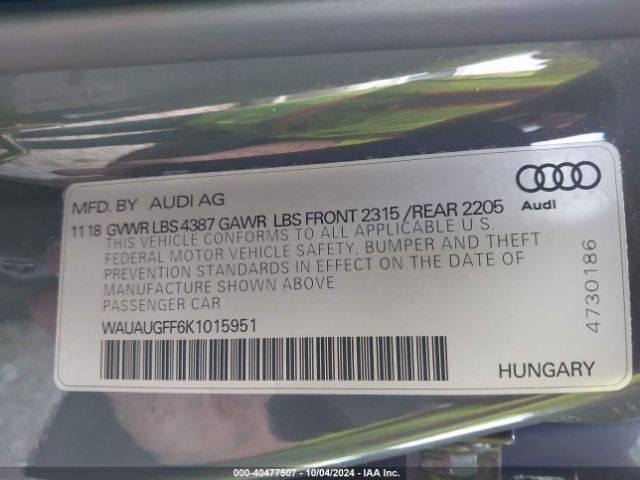 MFD. BY AUDI AG
Audi
11 18 GVWR LBS 4387 GAWR LBS FRONT 2315 /REAR 2205
THIS VEHICLE CONFORMS TO ALL APPLICABLE U.S.
FEDERAL MOTOR VEHICLE SAFETY, BUMPER AND THEFT
PREVENTION STANDARDS IN EFFECT ON THE DATE OF
MANUFACTURE SHOWN ABOVE
PASSENGER CAR
WAUAUGFF6K1015951
HUNGARY
4730186
000-40477507 - 10/04/2024 - IAA Inc.